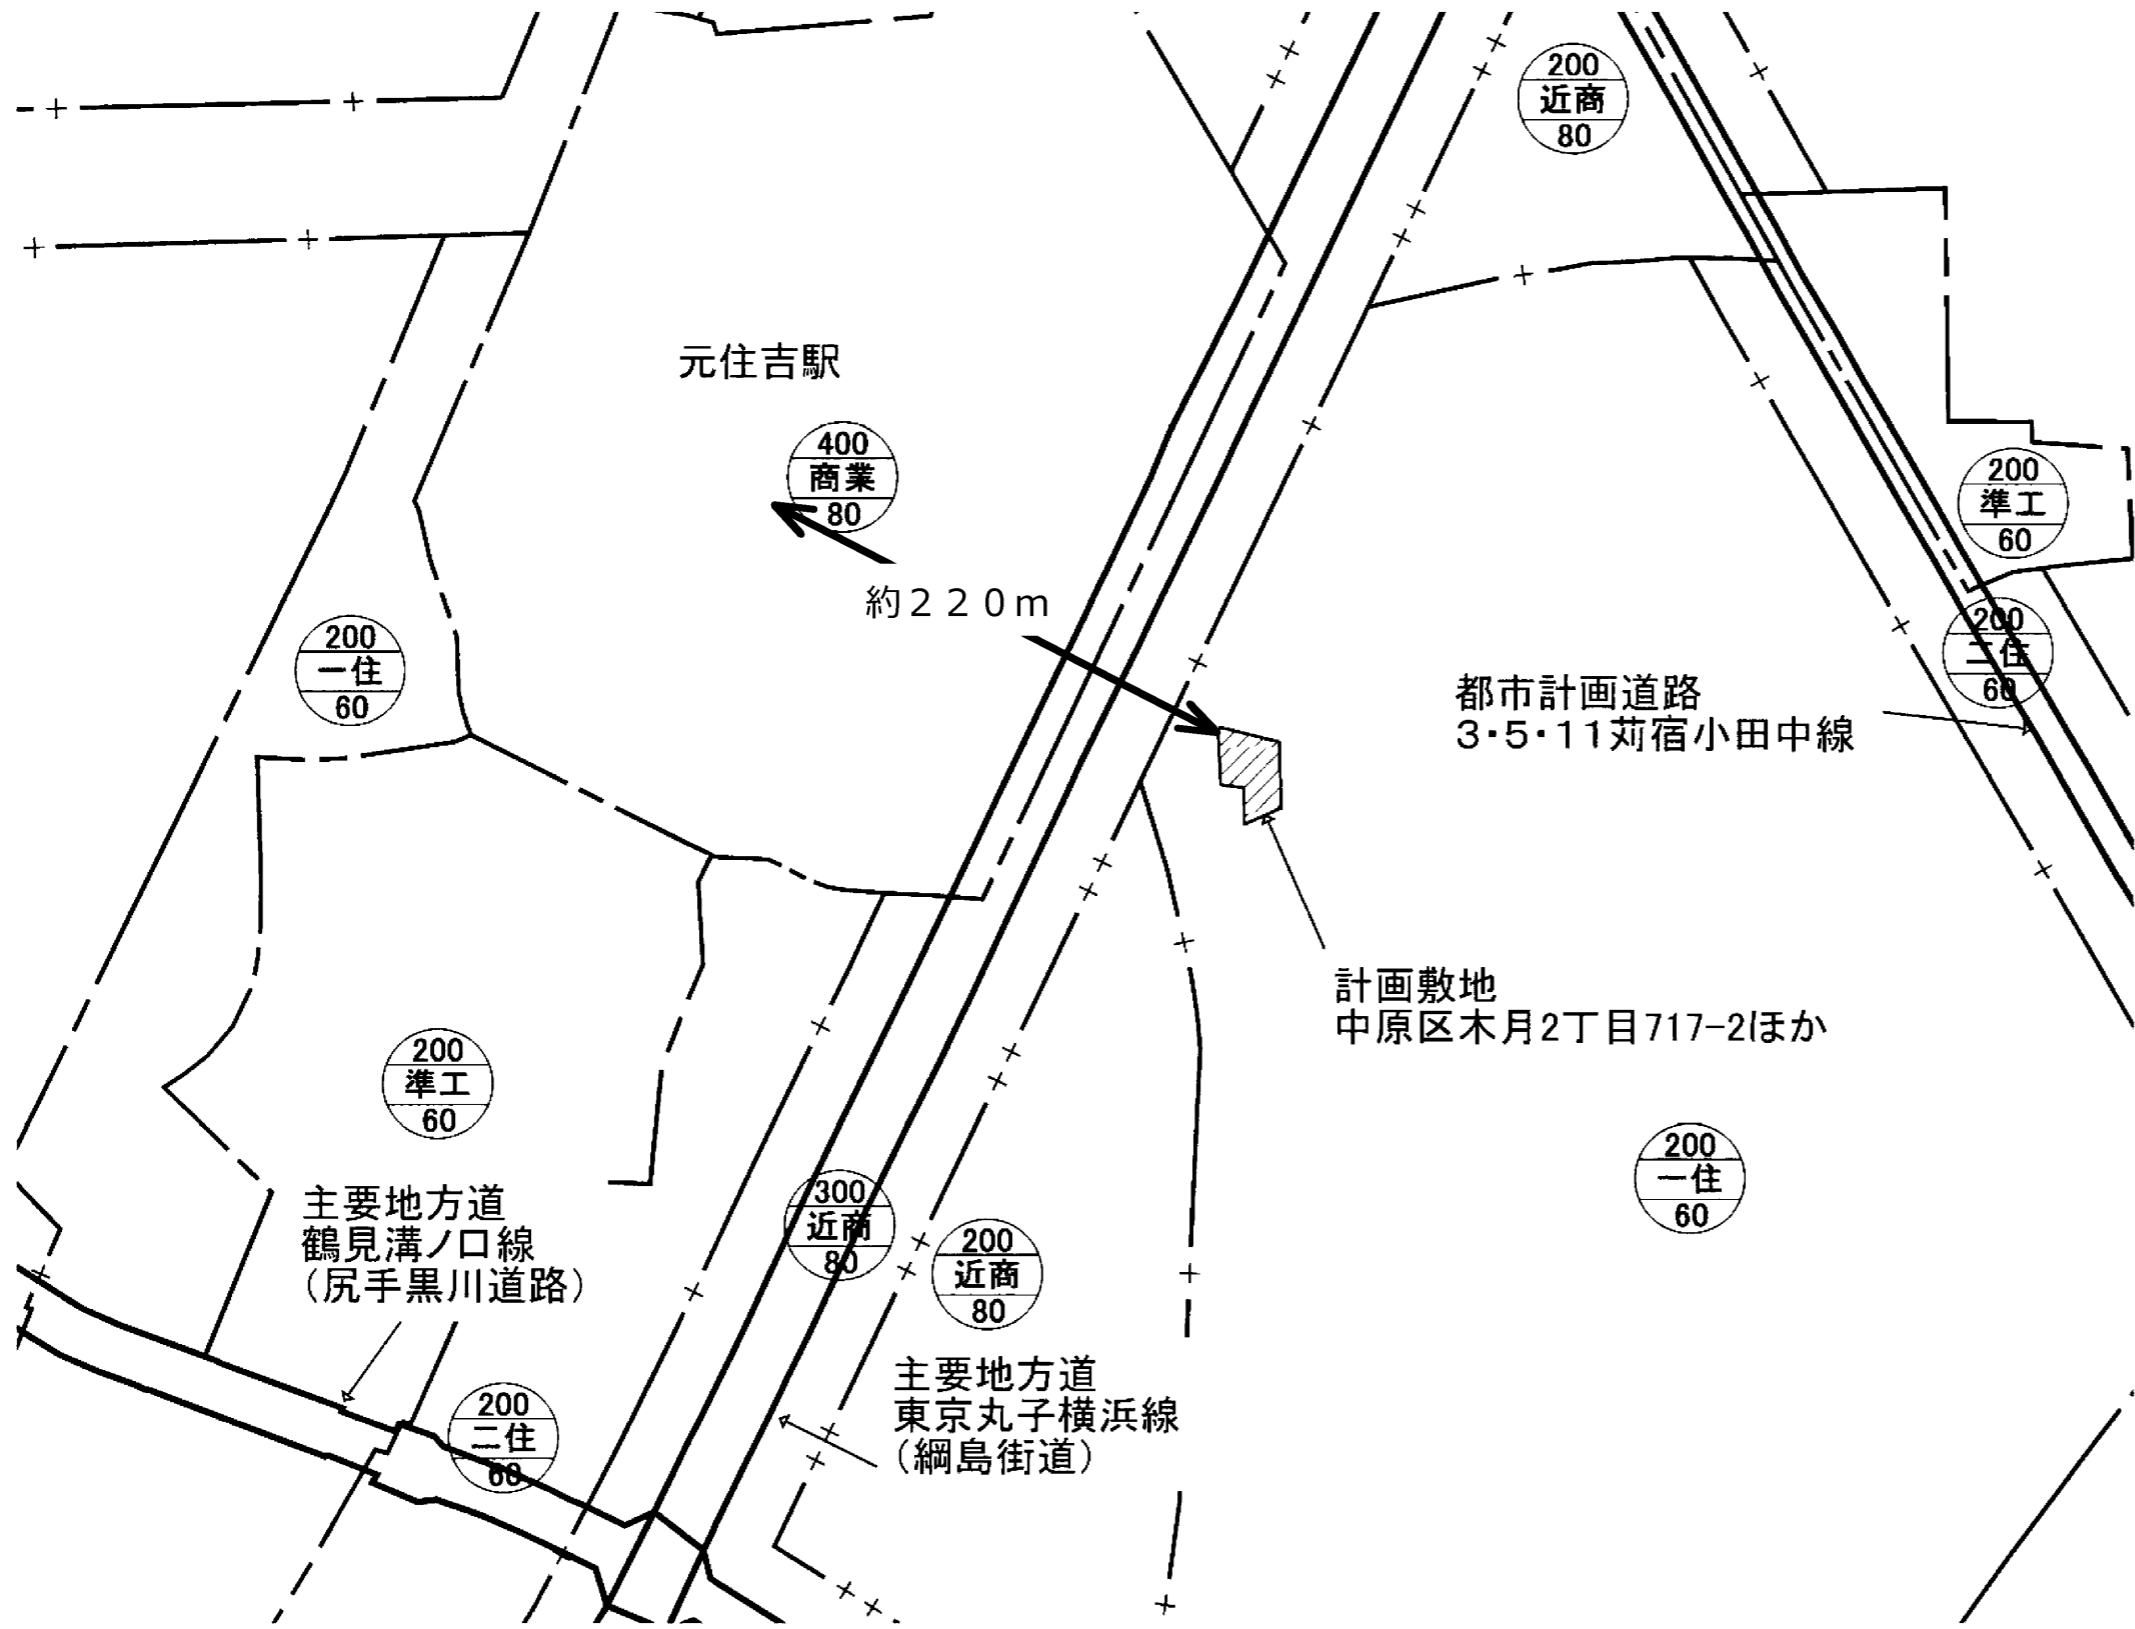 200
近商
80
元住吉駅
400
商業
80
200
準工
60
約２２０ｍ
200
一住
60
200
二住
60
都市計画道路
3・5・11苅宿小田中線
計画敷地
中原区木月2丁目717-2ほか
200
準工
60
200
一住
60
主要地方道
鶴見溝ノ口線
（尻手黒川道路）
300
近商
80
200
近商
80
主要地方道
東京丸子横浜線
（綱島街道）
200
二住
60